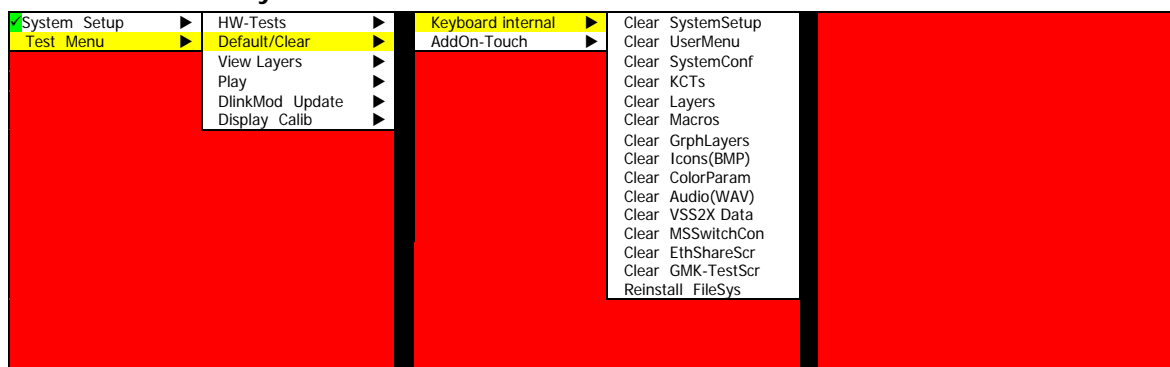 System Setup
Test Menu
HW-Tests
Default/Clear
View Layers
Play
DlinkMod Update
Display Calib
Keyboard internal
AddOn-Touch
Clear SystemSetup
Clear UserMenu
Clear SystemConf
Clear KCTs
Clear Layers
Clear Macros
Clear GrphLayers
Clear Icons(BMP)
Clear ColorParam
Clear Audio(WAV)
Clear VSS2X Data
Clear MSSwitchCon
Clear EthShareScr
Clear GMK-TestScr
Reinstall FileSys